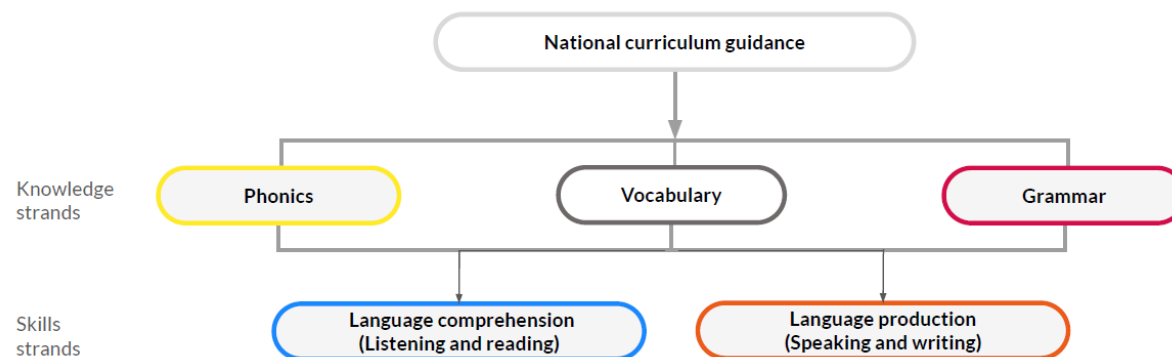 National curriculum guidance
Knowledge
strands
Phonics
Vocabulary
Grammar
Skills
strands
Language comprehension
(Listening and reading)
Language production
(Speaking and writing)